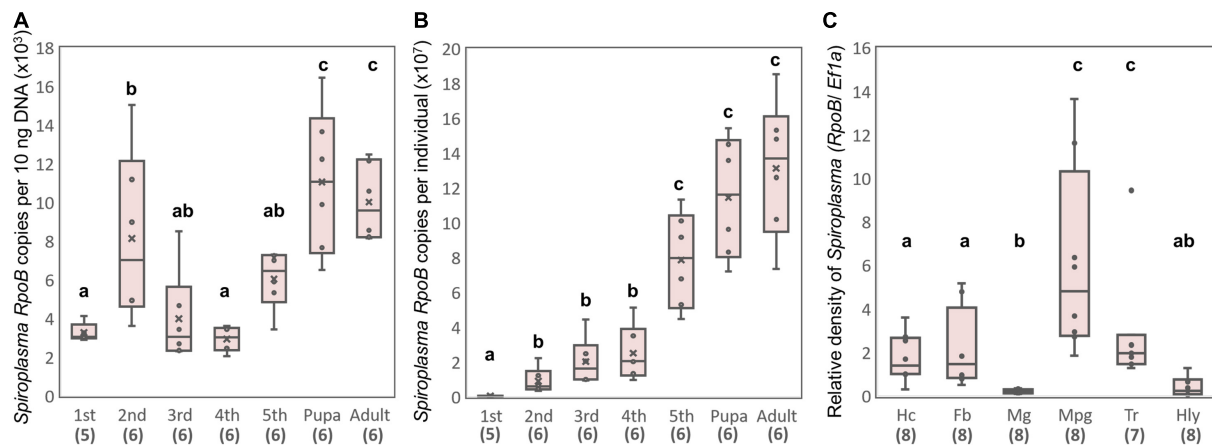 A
Spiroplasma RpoB copies per 10 ng DNA (x10³)
18
16
14
12
10
8
6
4
2
0
a
b
ab
a
ab
c
c
1st 2nd 3rd 4th 5th Pupa Adult
(5) (6) (6) (6) (6) (6) (6)
B
Spiroplasma RpoB copies per individual (x10⁷)
20
18
16
14
12
10
8
6
4
2
0
a
b
b
b
c
c
c
1st 2nd 3rd 4th 5th Pupa Adult
(5) (6) (6) (6) (6) (6) (6)
C
Relative density of Spiroplasma (RpoB/ Ef1a)
16
14
12
10
8
6
4
2
0
a
a
b
c
c
ab
Hc Fb Mg Mpg Tr Hly
(8) (8) (8) (8) (7) (8)